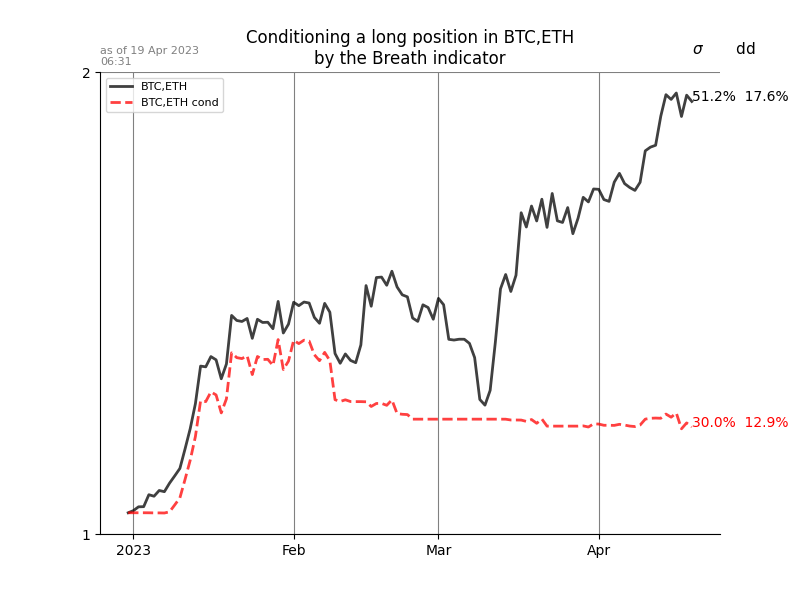 Conditioning a long position in BTC,ETH
by the Breath indicator
σ dd
as of 19 Apr 2023
06:31
2
BTC,ETH
BTC,ETH cond
51.2% 17.6%
30.0% 12.9%
1
2023 Feb Mar Apr